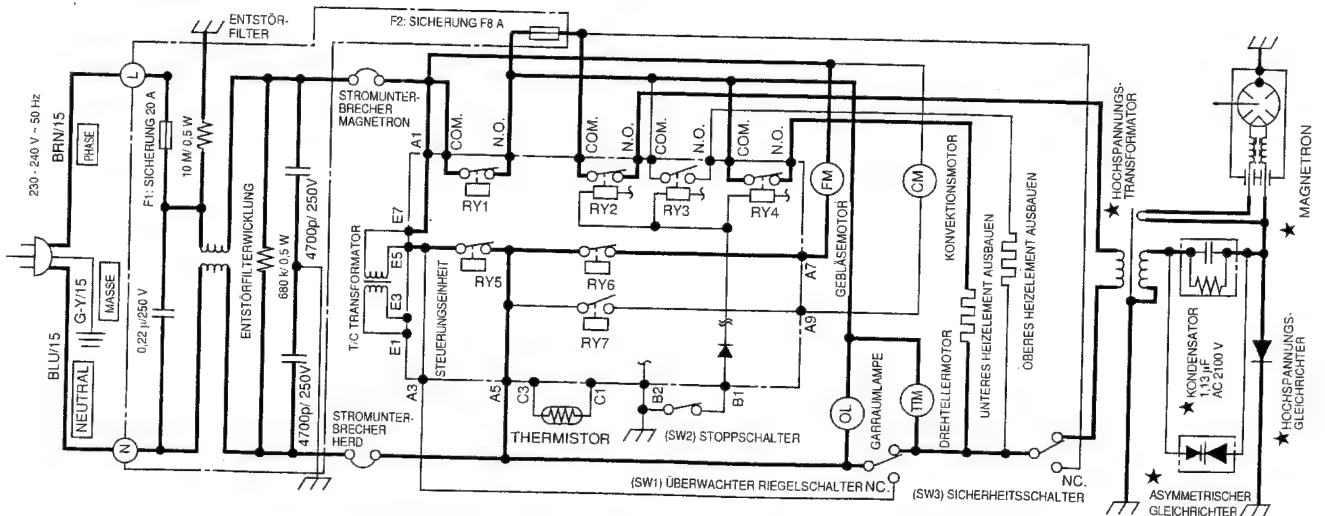 230 - 240 V ~ 50 Hz
BRN/15
PHASE
G-Y/15
MASSE
BLU/15
NEUTRAL
L
N
F1: SICHERUNG 20 A
10 M/ 0,5 W
0,22 µ/250 V
ENTSTÖR-
FILTER
ENTSTÖRFILTERWICKLUNG
680 k/ 0,5 W
4700p/ 250V
4700p/ 250V
F2: SICHERUNG F8 A
STROMUNTER-
BRECHER
MAGNETRON
STROMUNTER-
BRECHER
HERD
T/C TRANSFORMATOR
STEUERUNGSEINHEIT
A1
E7
E5
E3
E1
A3
A5
COM.
N.O.
COM.
N.O.
COM.
N.O.
COM.
N.O.
RY1
RY2
RY3
RY4
RY5
RY6
RY7
A7
A9
C3
C1
B2
B1
THERMISTOR
(SW2) STOPPSCHALTER
FM
GEBLÄSEMOTOR
CM
KONVEKTIONSMOTOR
OL
GARRAUMLAMPE
TTM
DREHTELLERMOTOR
UNTERES HEIZELEMENT AUSBAUEN
OBERES HEIZELEMENT AUSBAUEN
(SW1) ÜBERWACHTER RIEGELSCHALTER
NC.
(SW3) SICHERHEITSSCHALTER
NC.
★ HOCHSPANNUNGS-
TRANSFORMATOR
★ KONDENSATOR
1,13 µF
AC 2100 V
★ ASYMMETRISCHER
GLEICHRICHTER
★ HOCHSPANNUNGS-
GLEICHRICHTER
★ MAGNETRON